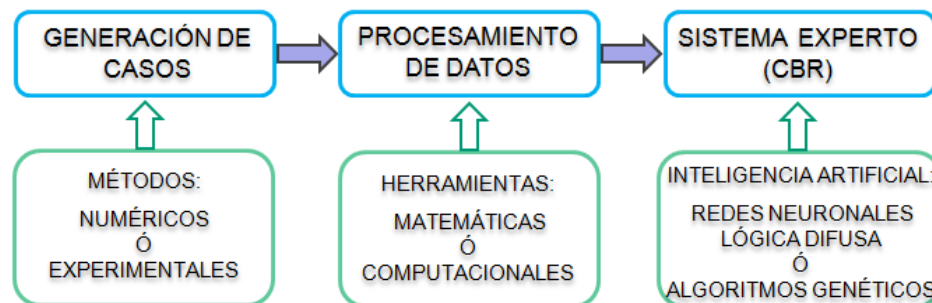 GENERACIÓN DE
CASOS
PROCESAMIENTO
DE DATOS
SISTEMA EXPERTO
(CBR)
MÉTODOS:
NUMÉRICOS
Ó
EXPERIMENTALES
HERRAMIENTAS:
MATEMÁTICAS
Ó
COMPUTACIONALES
INTELIGENCIA ARTIFICIAL:
REDES NEURONALES
LÓGICA DIFUSA
Ó
ALGORITMOS GENÉTICOS